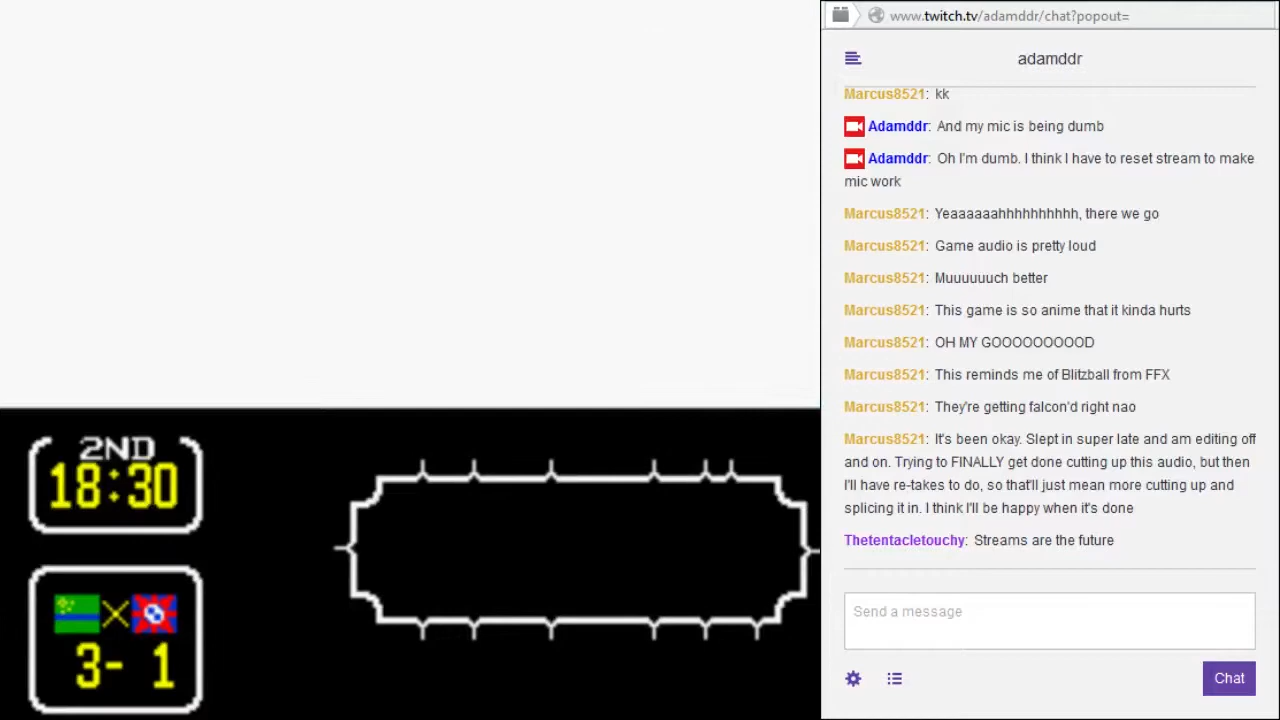 www.twitch.tv/adamddr/chat?popout=
adamddr
Marcus8521: kk
Adamddr: And my mic is being dumb
Adamddr: Oh I'm dumb. I think I have to reset stream to make
mic work
Marcus8521: Yeaaaaaahhhhhhhhhh, there we go
Marcus8521: Game audio is pretty loud
Marcus8521: Muuuuuuch better
Marcus8521: This game is so anime that it kinda hurts
Marcus8521: OH MY GOOOOOOOOOD
Marcus8521: This reminds me of Blitzball from FFX
Marcus8521: They're getting falcon'd right nao
Marcus8521: It's been okay. Slept in super late and am editing off
and on. Trying to FINALLY get done cutting up this audio, but then
I'll have re-takes to do, so that'll just mean more cutting up and
splicing it in. I think I'll be happy when it's done
Thetentacletouchy: Streams are the future
Send a message
Chat
2ND
18:30
3- 1